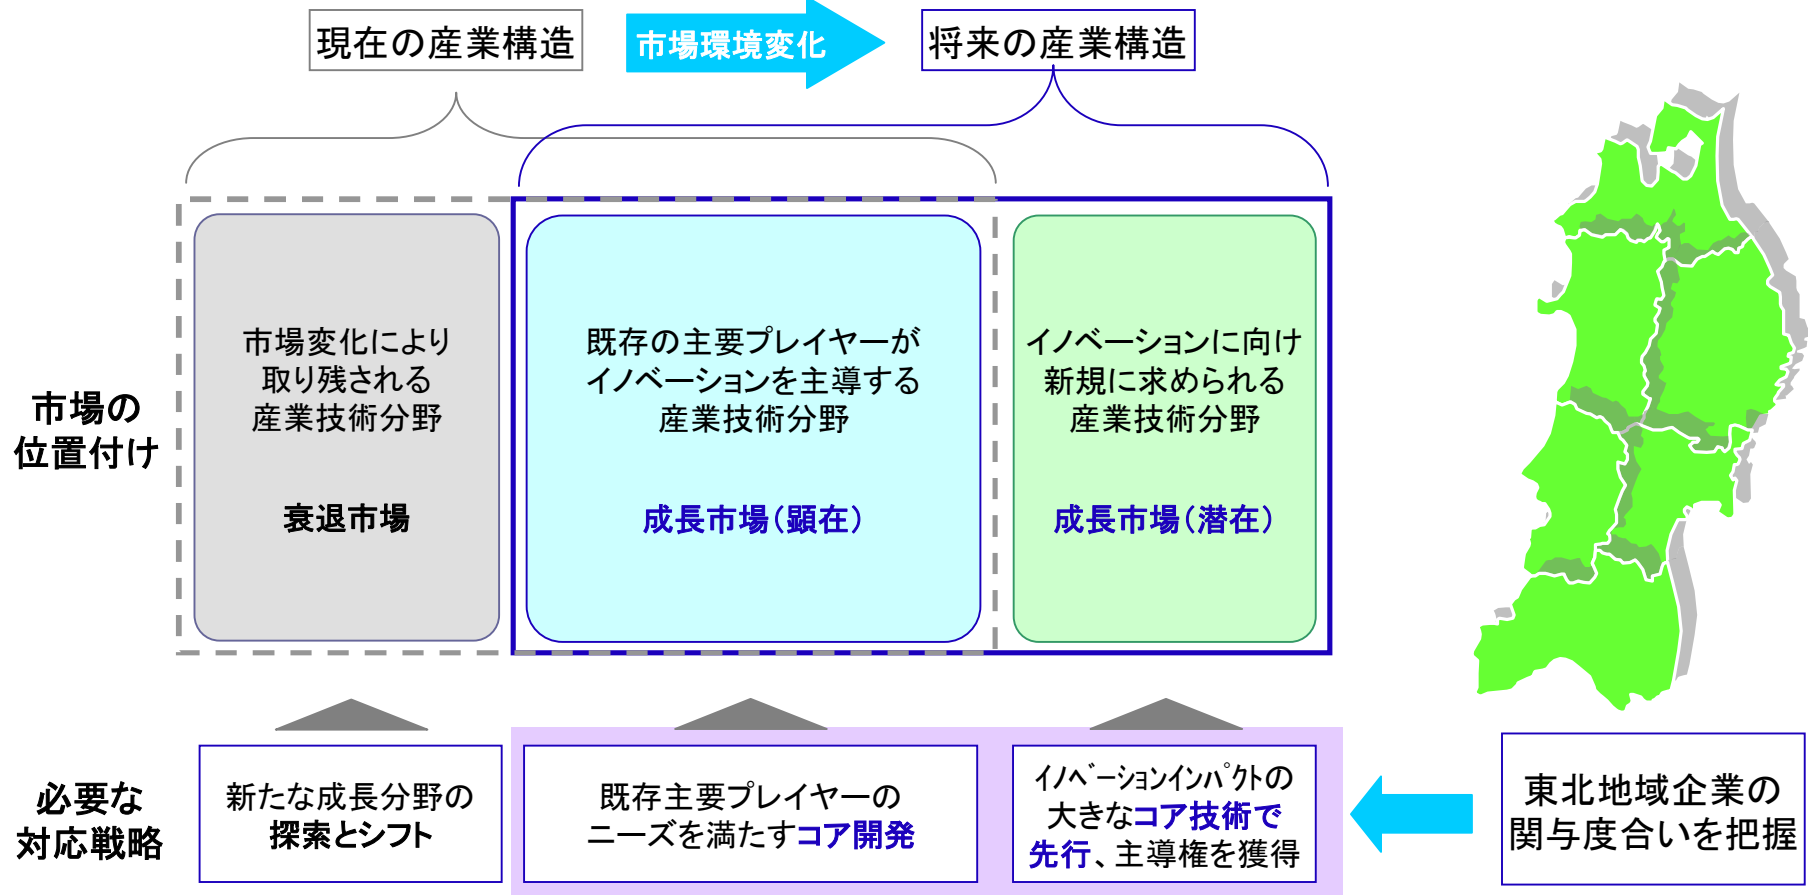 現在の産業構造
市場環境変化
将来の産業構造
市場の
位置付け
市場変化により
取り残される
産業技術分野
衰退市場
既存の主要プレイヤーが
イノベーションを主導する
産業技術分野
成長市場（顕在）
イノベーションに向け
新規に求められる
産業技術分野
成長市場（潜在）
必要な
対応戦略
新たな成長分野の
探索とシフト
既存主要プレイヤーの
ニーズを満たすコア開発
ｲﾉﾍﾞｰｼｮﾝｲﾝﾊﾟｸﾄの
大きなコア技術で
先行、主導権を獲得
東北地域企業の
関与度合いを把握